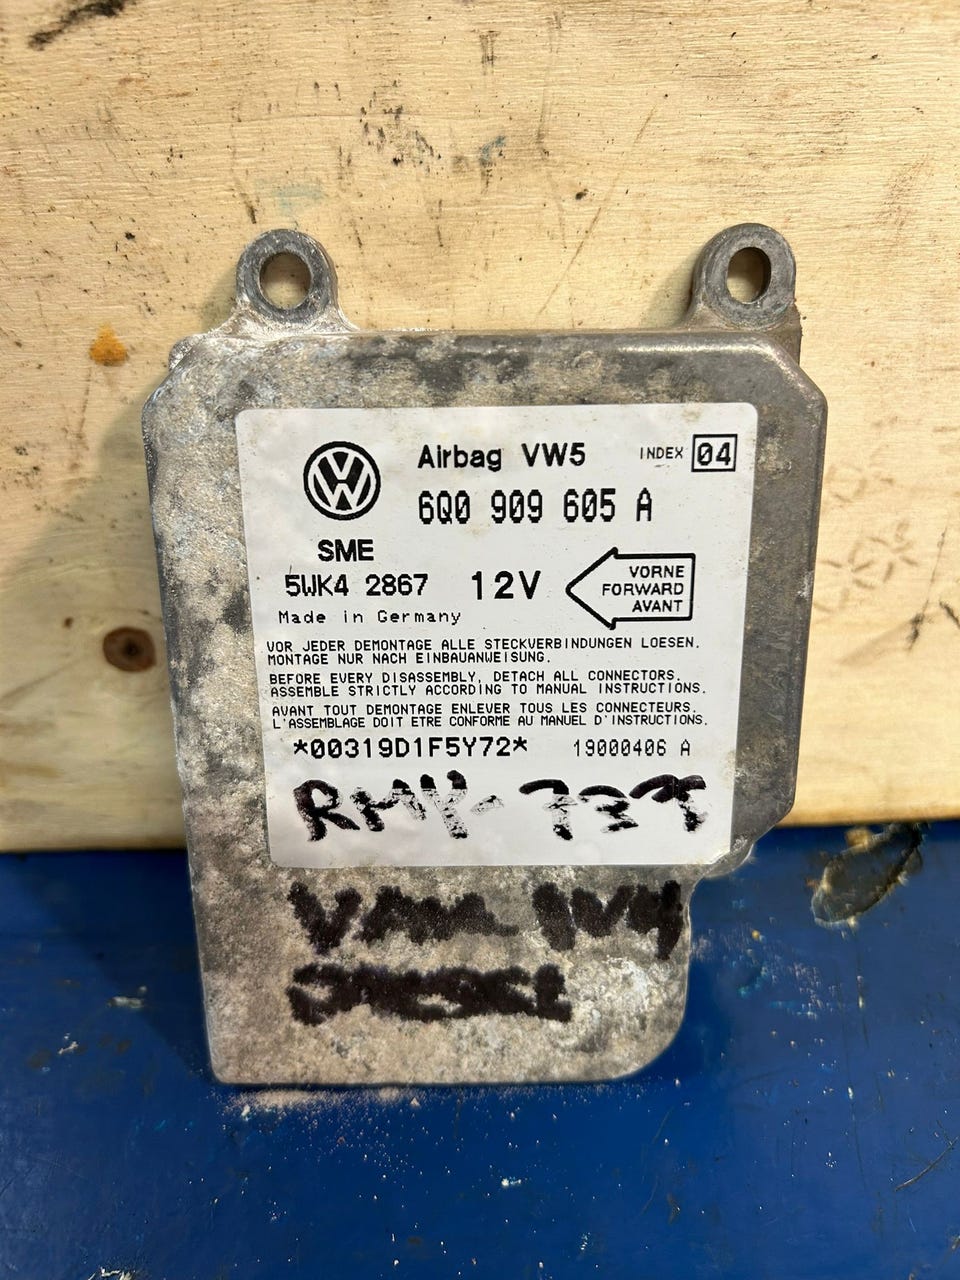 Airbag VW5 INDEX 04
6Q0 909 605 A
SME
5WK4 2867 12V
VORNE
FORWARD
AVANT
Made in Germany
VOR JEDER DEMONTAGE ALLE STECKVERBINDUNGEN LOESEN.
MONTAGE NUR NACH EINBAUANWEISUNG.
BEFORE EVERY DISASSEMBLY, DETACH ALL CONNECTORS.
ASSEMBLE STRICTLY ACCORDING TO MANUAL INSTRUCTIONS.
AVANT TOUT DEMONTAGE ENLEVER TOUS LES CONNECTEURS.
L'ASSEMBLAGE DOIT ETRE CONFORME AU MANUEL D'INSTRUCTIONS.
*00319D1F5Y72* 19000406 A